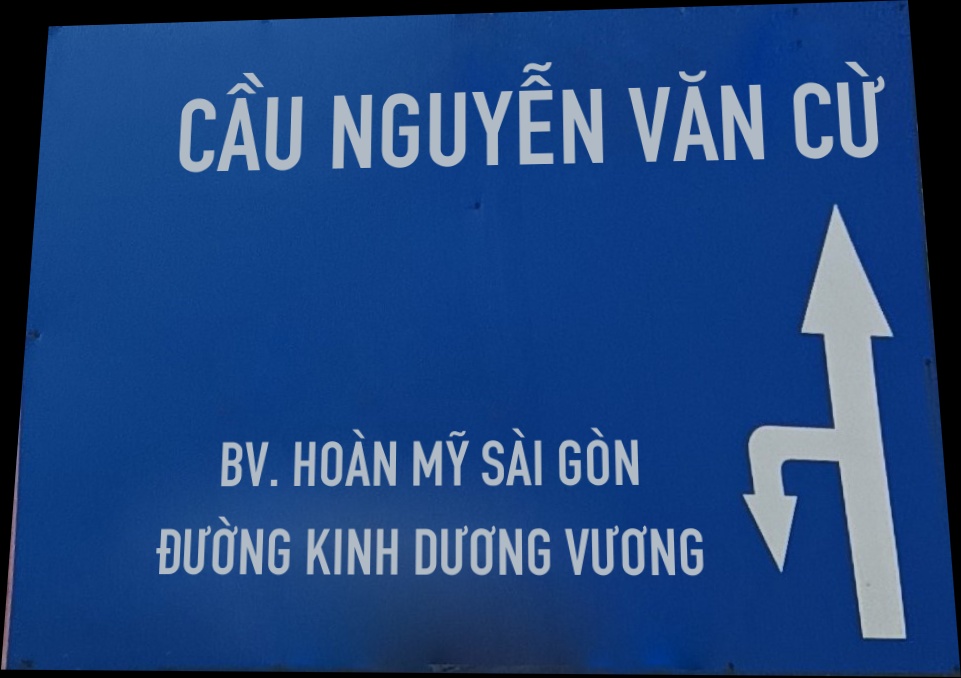 CẦU NGUYỄN VĂN CỪ
BV. HOÀN MỸ SÀI GÒN
ĐƯỜNG KINH DƯƠNG VƯƠNG